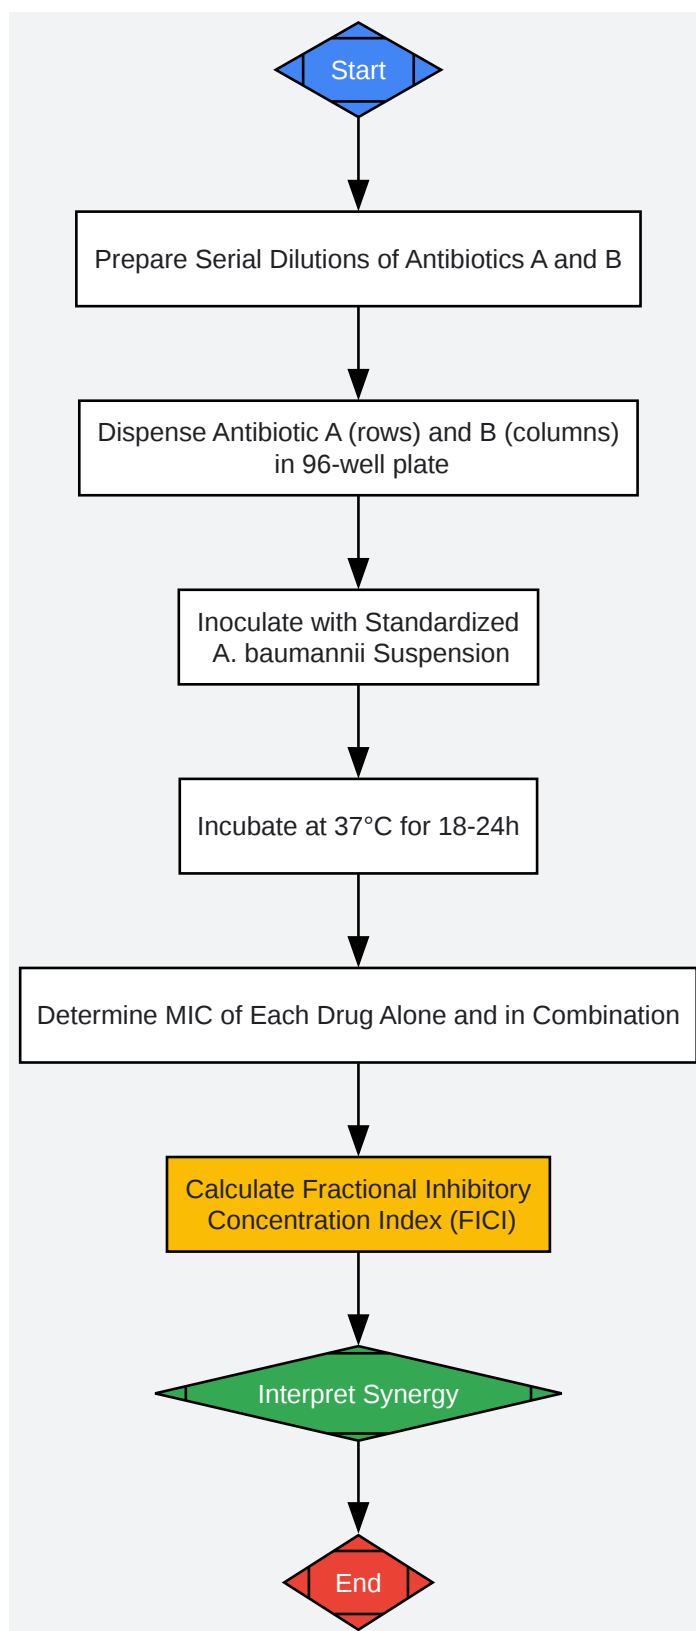 Start
Prepare Serial Dilutions of Antibiotics A and B
Dispense Antibiotic A (rows) and B (columns)
in 96-well plate
Inoculate with Standardized
A. baumannii Suspension
Incubate at 37°C for 18-24h
Determine MIC of Each Drug Alone and in Combination
Calculate Fractional Inhibitory
Concentration Index (FICI)
Interpret Synergy
End